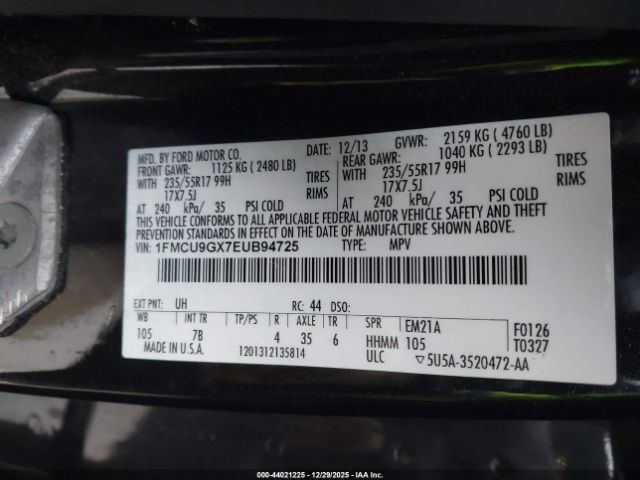 MFD. BY FORD MOTOR CO. DATE: 12/13 GVWR: 2159 KG ( 4760 LB)
FRONT GAWR: 1125 KG ( 2480 LB) REAR GAWR: 1040 KG ( 2293 LB)
WITH 235/55R17 99H TIRES WITH 235/55R17 99H TIRES
17X7.5J RIMS 17X7.5J RIMS
AT 240 kPa/ 35 PSI COLD AT 240 kPa/ 35 PSI COLD
THIS VEHICLE CONFORMS TO ALL APPLICABLE FEDERAL MOTOR VEHICLE SAFETY AND THEFT
PREVENTION STANDARDS IN EFFECT ON THE DATE OF MANUFACTURE SHOWN ABOVE.
VIN: 1FMCU9GX7EUB94725 TYPE: MPV
EXT PNT: UH RC: 44 DSO:
WB INT TR TP/PS R AXLE TR SPR EM21A F0126
105 7B 4 35 6 HHMM 105 T0327
MADE IN U.S.A. 1201312135814 ULC ▽5U5A-3520472-AA
000-44021225 - 12/29/2025 - IAA Inc.